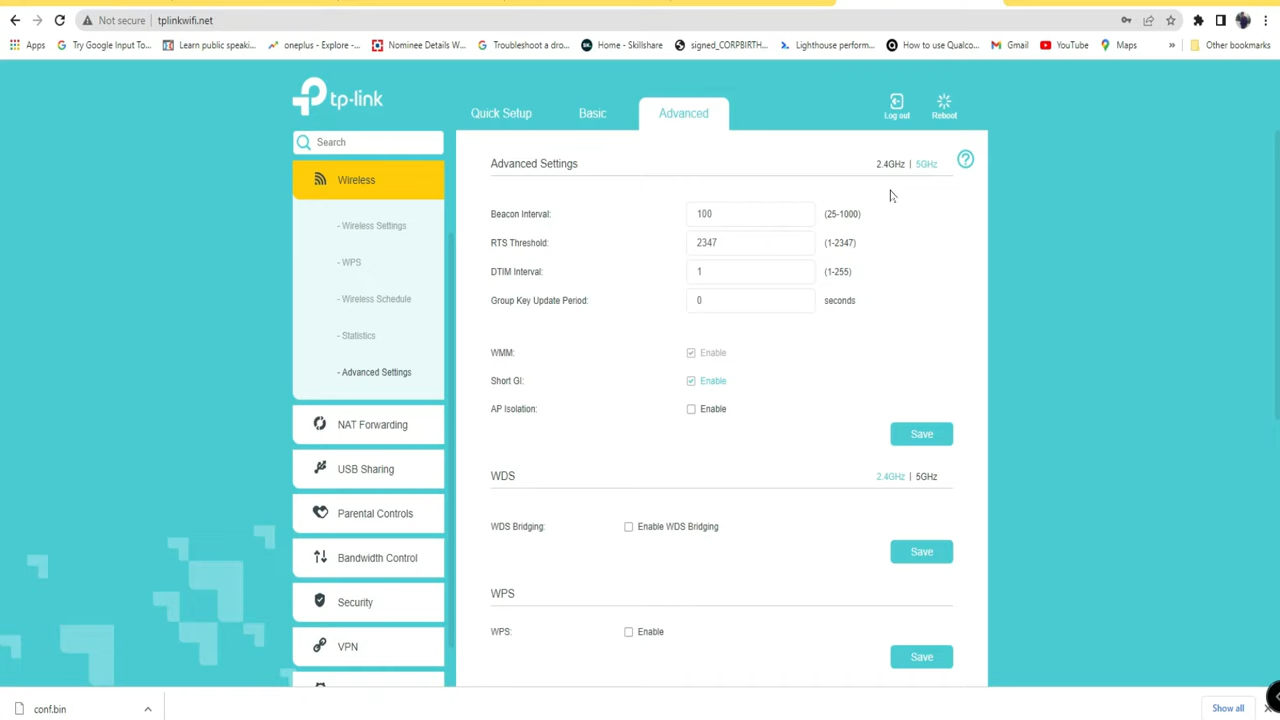 Not secure | tplinkwifi.net
Apps Try Google Input To... Learn public speaki... oneplus - Explore -... Nominee Details W... Troubleshoot a dro... Home - Skillshare signed_CORPBIRTH... Lighthouse perform... How to use Qualco... Gmail YouTube Maps » Other bookmarks
tp-link
Quick Setup Basic Advanced Log out Reboot
Search
Wireless
- Wireless Settings
- WPS
- Wireless Schedule
- Statistics
- Advanced Settings
NAT Forwarding
USB Sharing
Parental Controls
Bandwidth Control
Security
VPN
Advanced Settings 2.4GHz | 5GHz
Beacon Interval: 100 (25-1000)
RTS Threshold: 2347 (1-2347)
DTIM Interval: 1 (1-255)
Group Key Update Period: 0 seconds
WMM: Enable
Short GI: Enable
AP Isolation: Enable
Save
WDS 2.4GHz | 5GHz
WDS Bridging: Enable WDS Bridging
Save
WPS
WPS: Enable
Save
conf.bin Show all